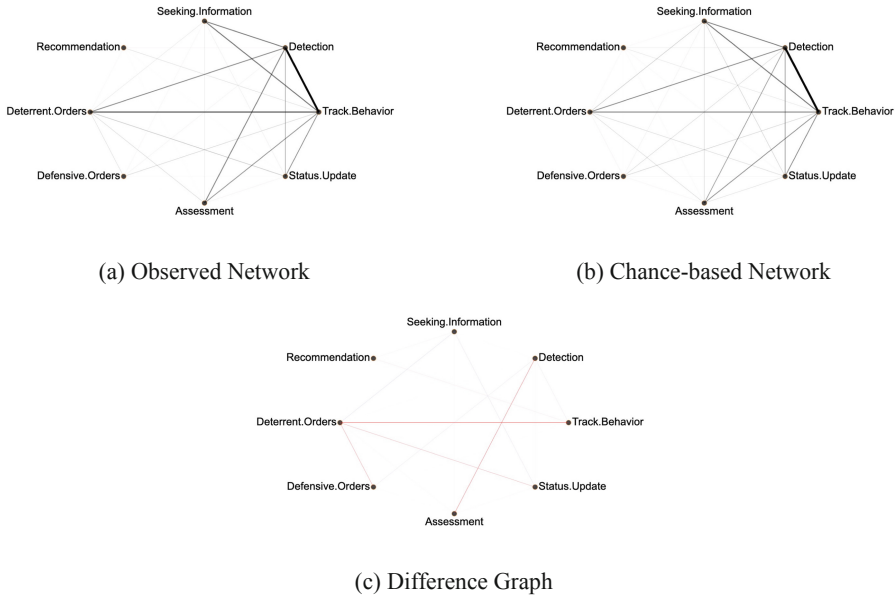 Seeking.Information
Recommendation
Detection
Deterrent.Orders
Track.Behavior
Defensive.Orders
Status.Update
Assessment
(a) Observed Network
Seeking.Information
Recommendation
Detection
Deterrent.Orders
Track.Behavior
Defensive.Orders
Status.Update
Assessment
(b) Chance-based Network
Seeking.Information
Recommendation
Detection
Deterrent.Orders
Track.Behavior
Defensive.Orders
Status.Update
Assessment
(c) Difference Graph